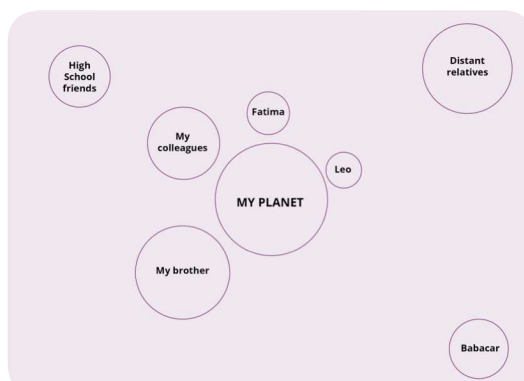 High
School
friends
Distant
relatives
Fatima
My
colleagues
Leo
MY PLANET
My brother
Babacar